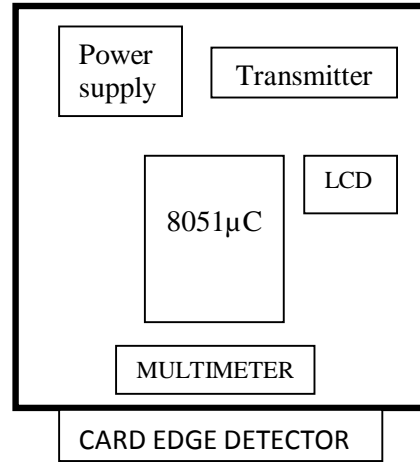 Power
supply
Transmitter
LCD
8051µC
MULTIMETER
CARD EDGE DETECTOR